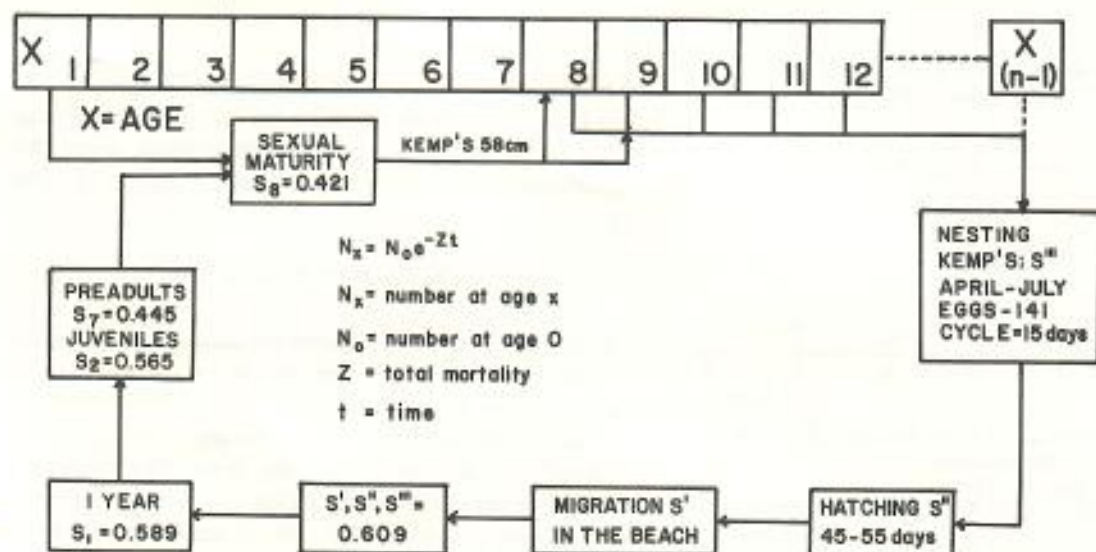 X 1 2 3 4 5 6 7 8 9 10 11 12 X
(n-1)
X=AGE
SEXUAL
MATURITY
S₈=0.421
KEMP'S 58cm
NESTING
KEMP'S; S'''
APRIL-JULY
EGGS-141
CYCLE=15days
PREADULTS
S₇=0.445
JUVENILES
S₂=0.565
Nₓ= N₀e^-Zt
Nₓ= number at age x
N₀= number at age 0
Z = total mortality
t = time
1 YEAR
S₁=0.589
S',S'',S'''=
0.609
MIGRATION S'
IN THE BEACH
HATCHING S''
45-55 days